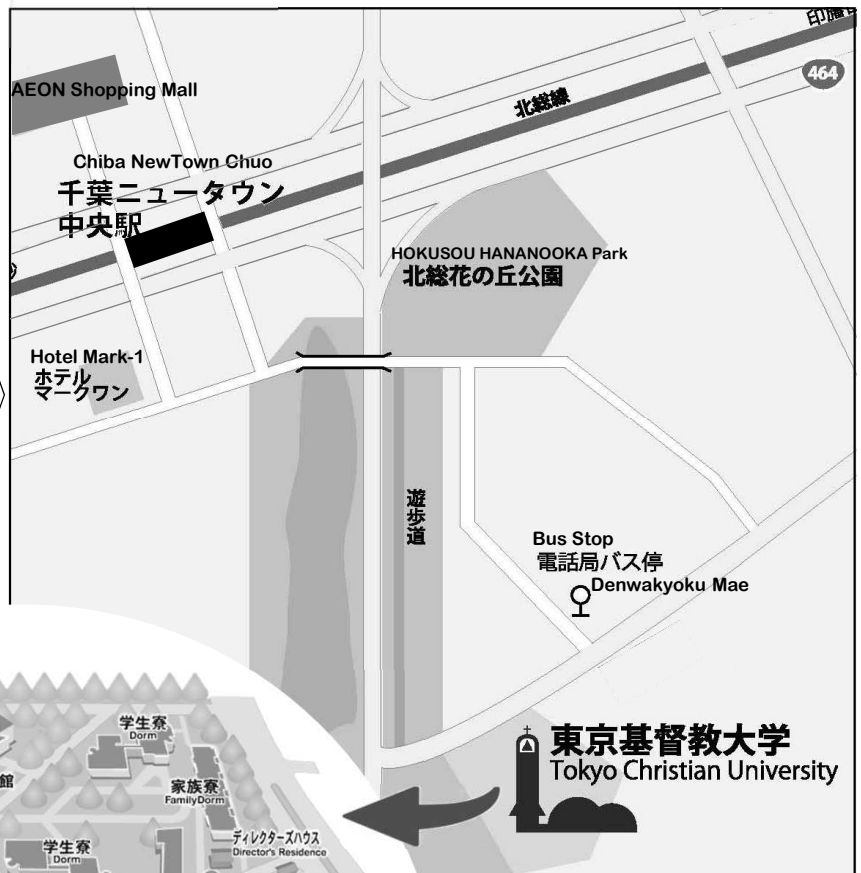 464
北総線
AEON Shopping Mall
Chiba NewTown Chuo
千葉ニュータウン
中央駅
HOKUSOU HANANOOKA Park
北総花の丘公園
Hotel Mark-1
ホテル
マークワン
遊歩道
Bus Stop
電話局バス停
Denwakyoku Mae
東京基督教大学
Tokyo Christian University
学生寮
Dorm
館
家族寮
FamilyDorm
ディレクターズハウス
Director's Residence
学生寮
Dorm